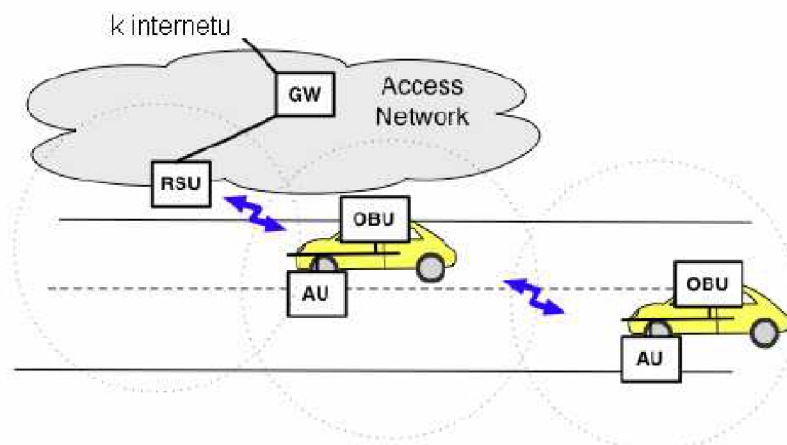 k internetu
GW
Access
Network
RSU
OBU
AU
OBU
AU